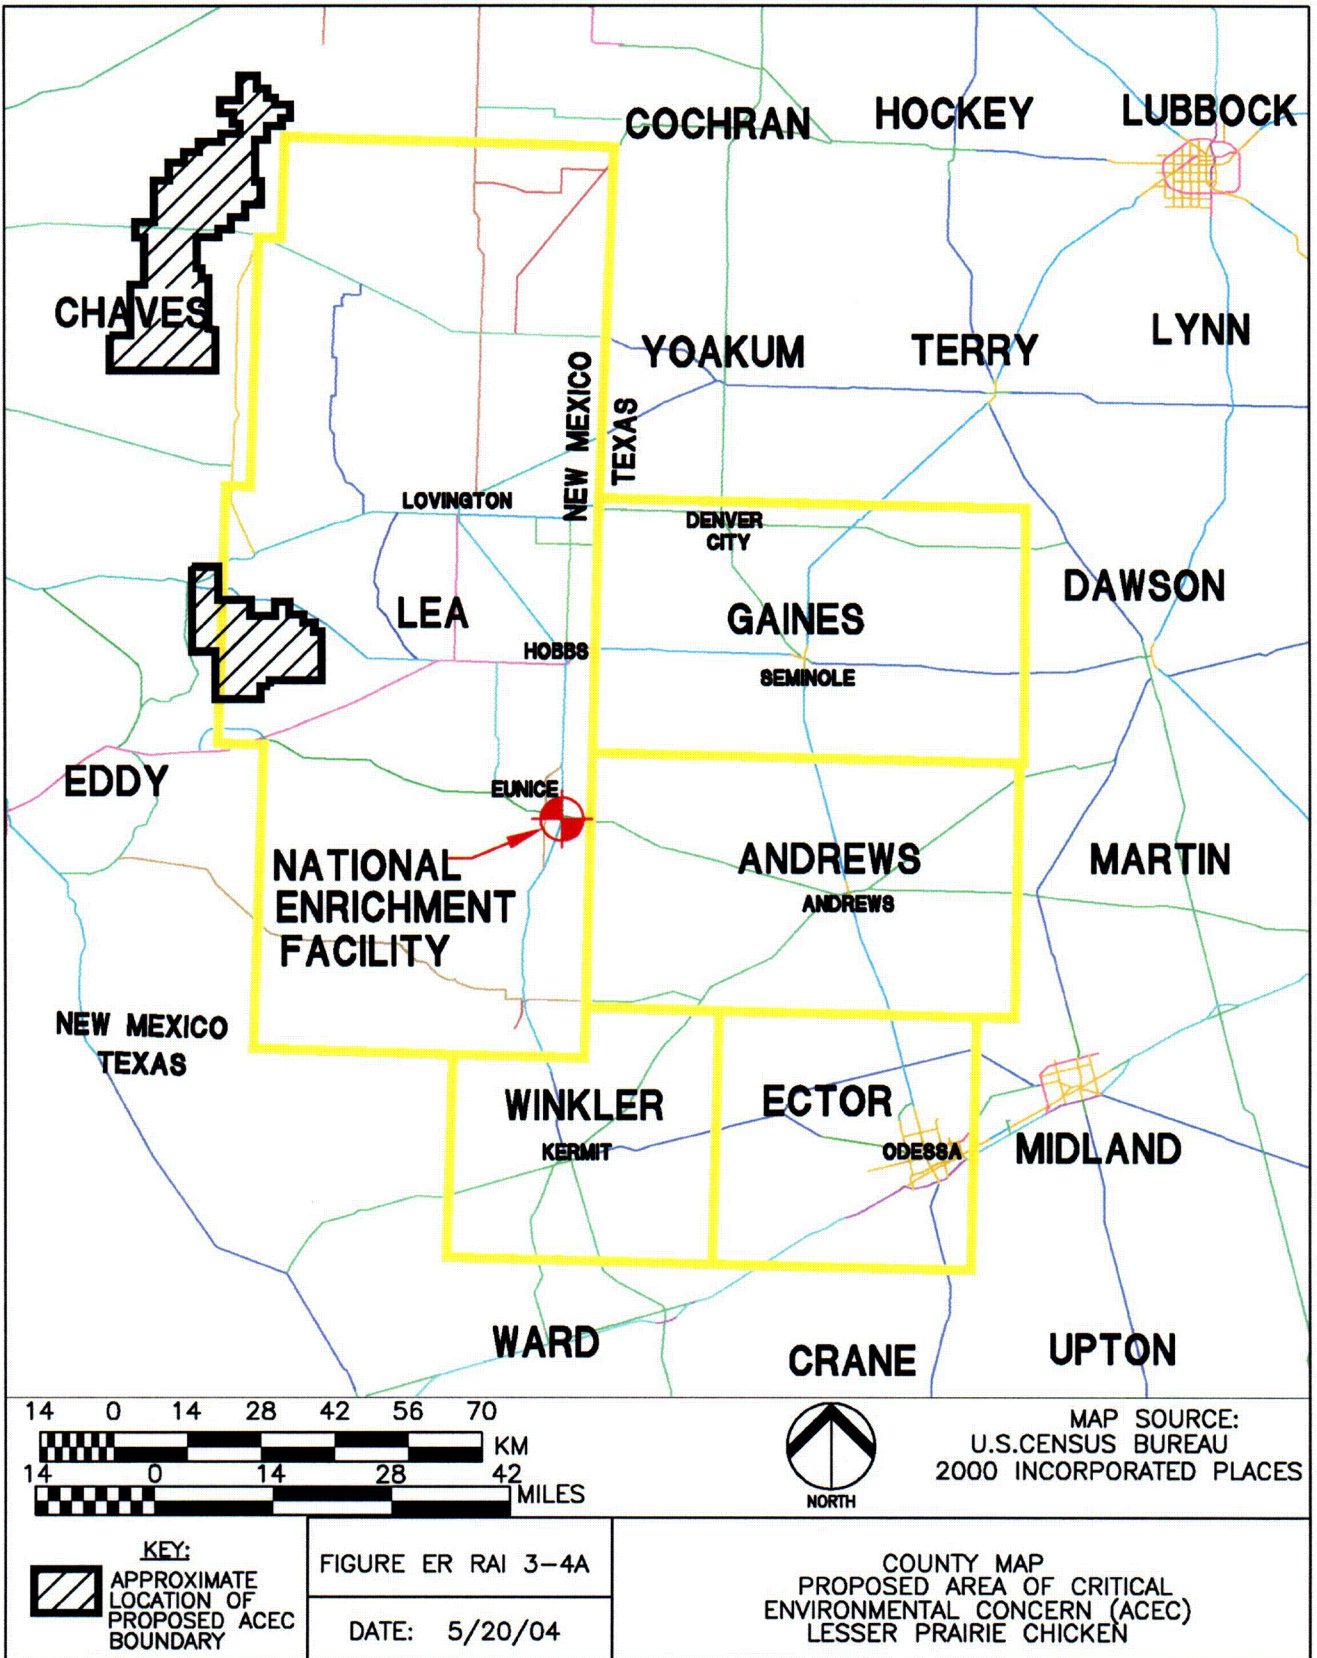 COCHRAN
HOCKEY
LUBBOCK
CHAVES
YOAKUM
TERRY
LYNN
NEW MEXICO
TEXAS
LOVINGTON
DENVER
CITY
LEA
GAINES
DAWSON
HOBBS
SEMINOLE
EDDY
EUNICE
NATIONAL
ENRICHMENT
FACILITY
ANDREWS
ANDREWS
MARTIN
NEW MEXICO
TEXAS
WINKLER
KERMIT
ECTOR
ODESSA
MIDLAND
WARD
CRANE
UPTON
14 0 14 28 42 56 70
KM
14 0 14 28 42
MILES
NORTH
MAP SOURCE:
U.S.CENSUS BUREAU
2000 INCORPORATED PLACES
KEY:
APPROXIMATE
LOCATION OF
PROPOSED ACEC
BOUNDARY
FIGURE ER RAI 3-4A
DATE: 5/20/04
COUNTY MAP
PROPOSED AREA OF CRITICAL
ENVIRONMENTAL CONCERN (ACEC)
LESSER PRAIRIE CHICKEN